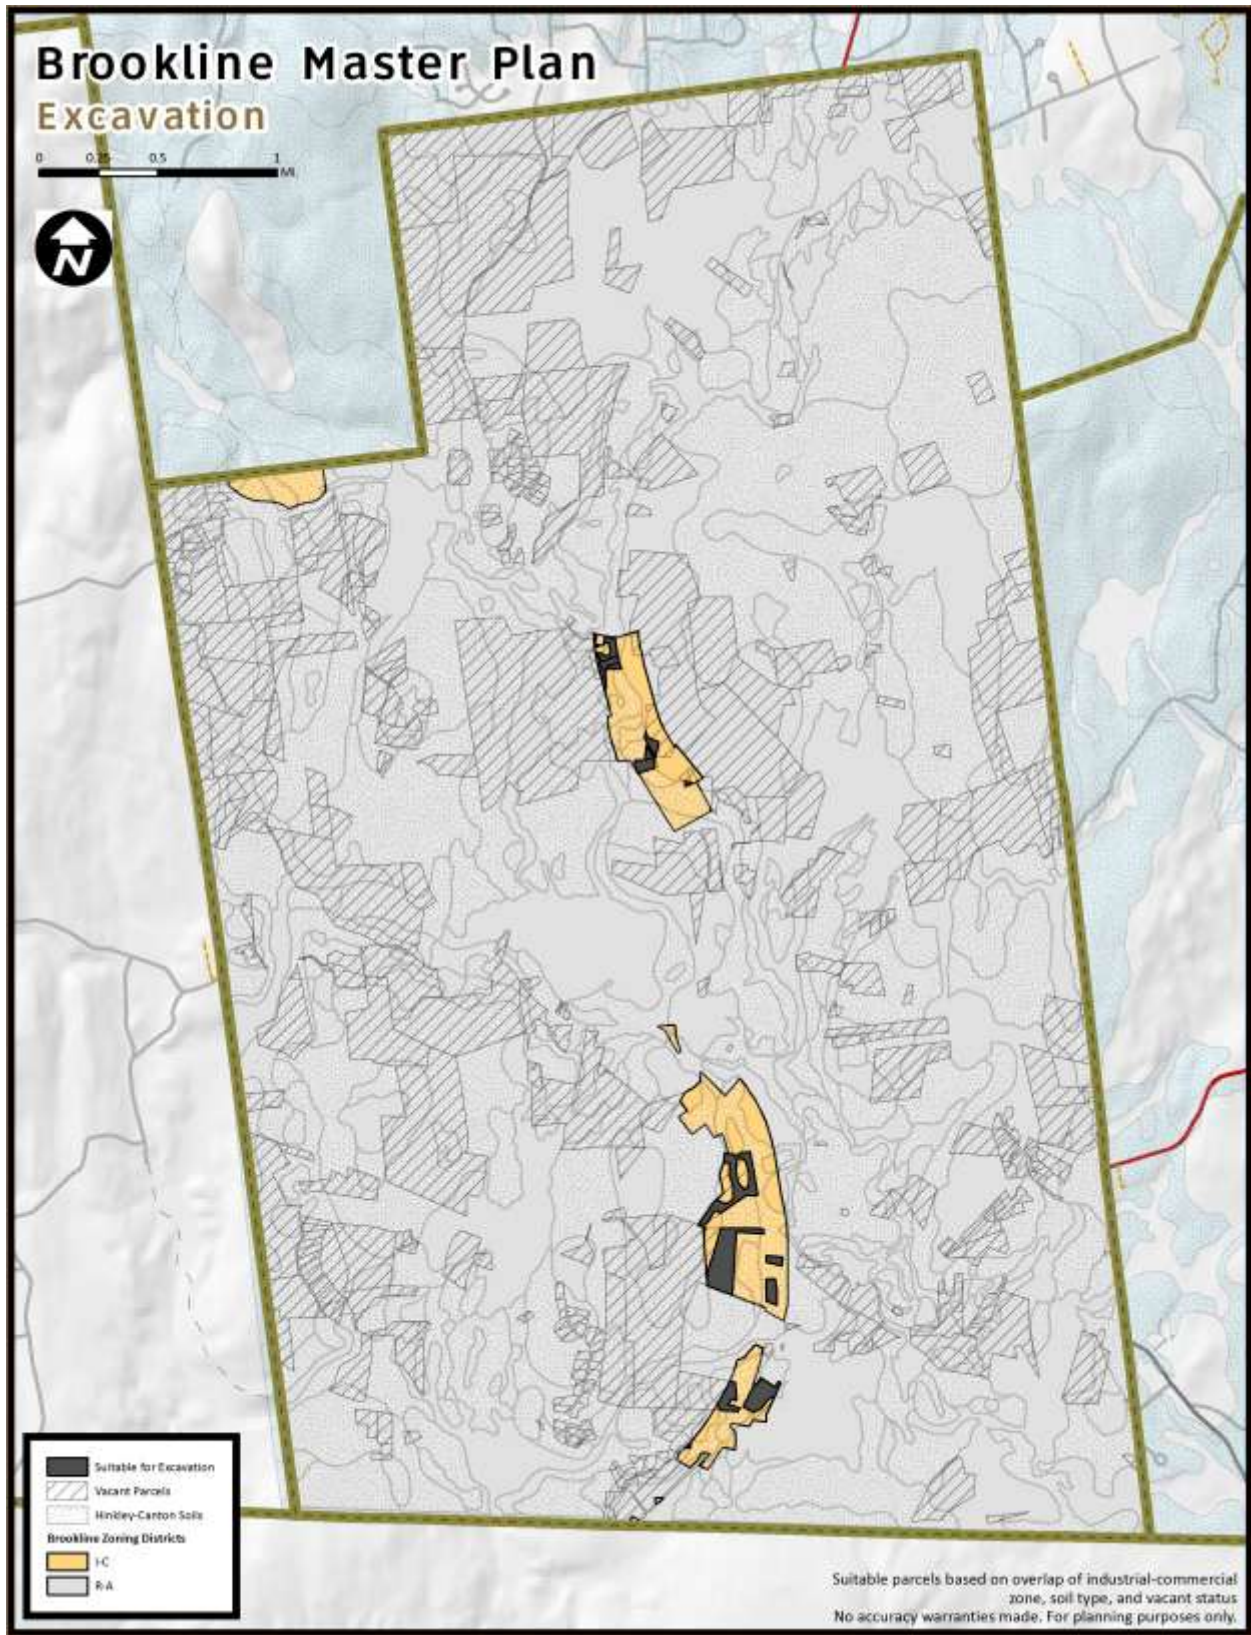 Brookline Master Plan
Excavation
0 0.25 0.5 1
MI.
N
Suitable for Excavation
Vacant Parcels
Hinkley-Canton Soils
Brookline Zoning Districts
I-C
R-A
Suitable parcels based on overlap of industrial-commercial
zone, soil type, and vacant status
No accuracy warranties made. For planning purposes only.